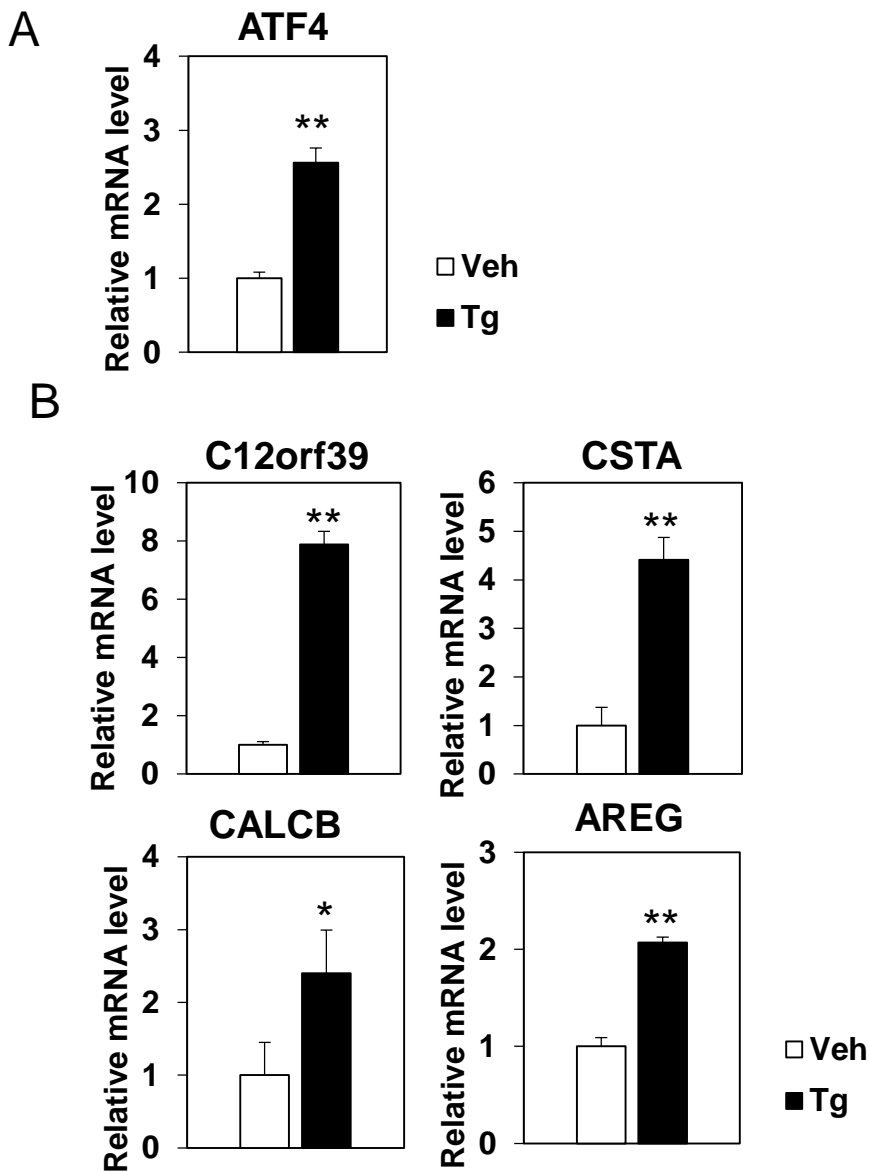 A
ATF4
Relative mRNA level
4
3
2
1
0
**
Veh
Tg
B
C12orf39
Relative mRNA level
10
8
6
4
2
0
**
CSTA
Relative mRNA level
6
5
4
3
2
1
0
**
CALCB
Relative mRNA level
4
3
2
1
0
*
AREG
Relative mRNA level
3
2
1
0
**
Veh
Tg